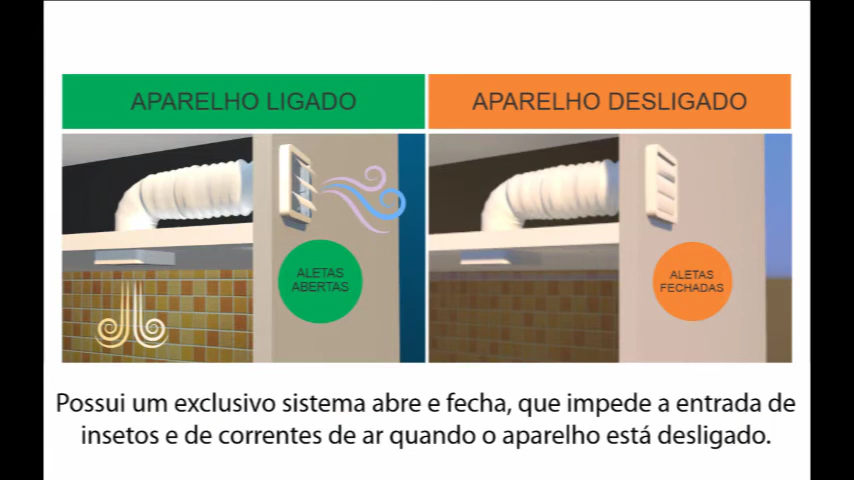 APARELHO LIGADO
APARELHO DESLIGADO
ALETAS
ABERTAS
ALETAS
FECHADAS
Possui um exclusivo sistema abre e fecha, que impede a entrada de
insetos e de correntes de ar quando o aparelho está desligado.